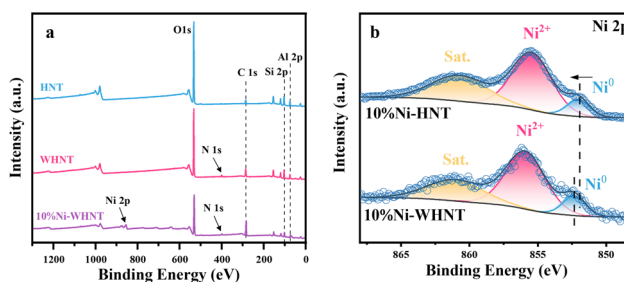 a
O1s
Al 2p
Si 2p
C 1s
HNT
N 1s
WHNT
Ni 2p
N 1s
10%Ni-WHNT
Intensity (a.u.)
1200 1000 800 600 400 200 0
Binding Energy (eV)
b
Ni 2p
Ni²⁺
Sat.
Ni⁰
10%Ni-HNT
Ni²⁺
Sat.
Ni⁰
10%Ni-WHNT
Intensity (a.u.)
865 860 855 850
Binding Energy (eV)